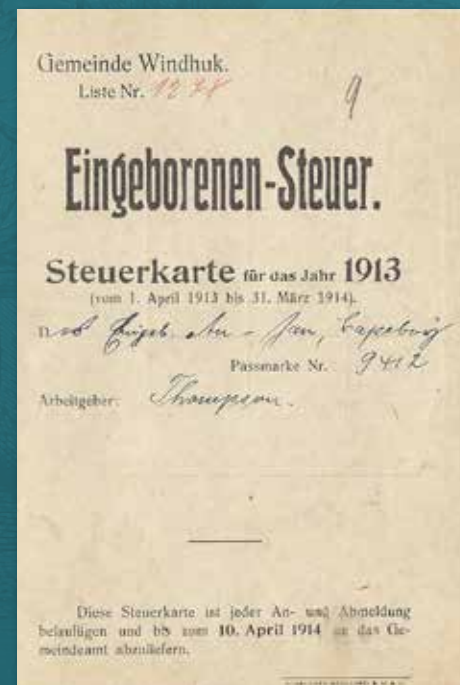 Gemeinde Windhuk.
Liste Nr. 1278
9
Eingeborenen-Steuer.
Steuerkarte für das Jahr 1913
(vom 1. April 1913 bis 31. März 1914).
Jan, Capeboy
Passmarke Nr. 9412
Arbeitgeber: Thompson.
Diese Steuerkarte ist jeder An- und Abmeldung
beizufügen und bis zum 10. April 1914 an das Ge-
meindeamt abzuliefern.